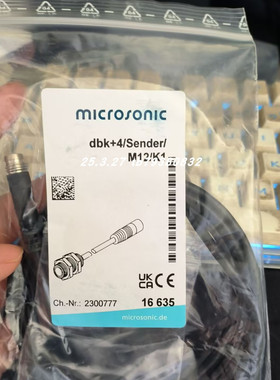 microsonic
dbk+4/Sender/
M12/K1
UK
CA
CE
Ch.-Nr.: 2300777
16 635
microsonic.de